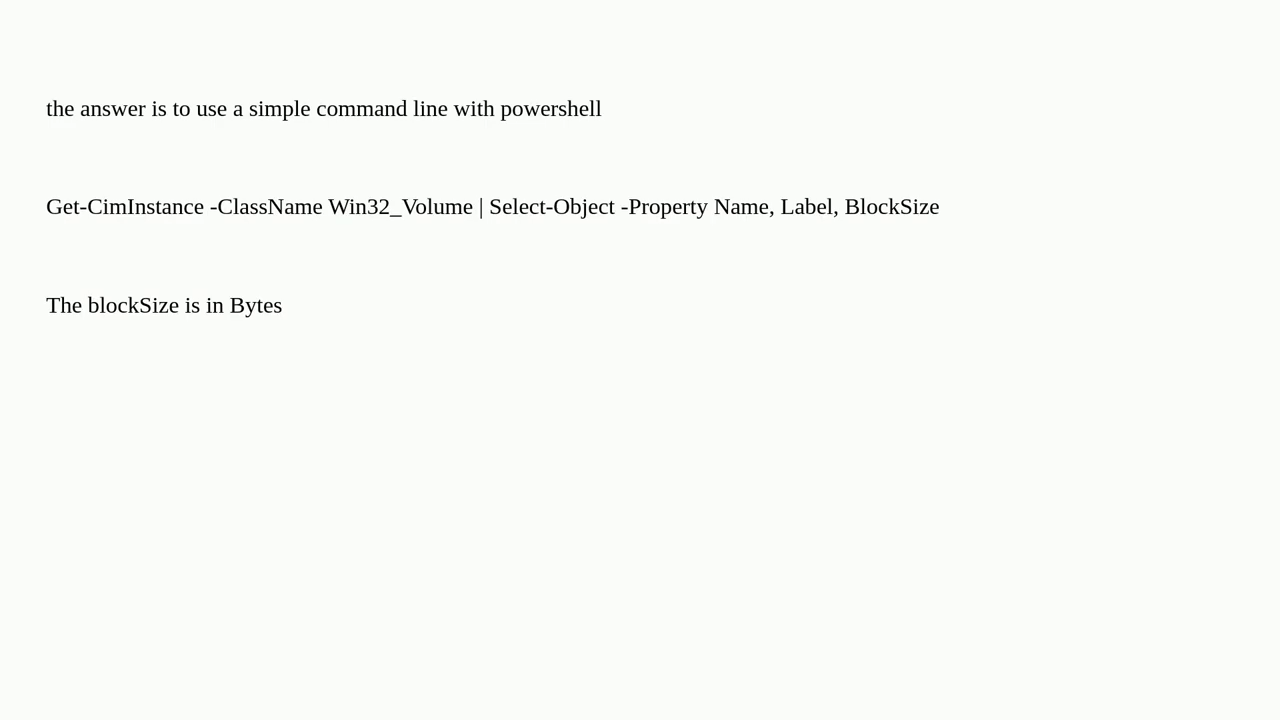 the answer is to use a simple command line with powershell
Get-CimInstance -ClassName Win32_Volume | Select-Object -Property Name, Label, BlockSize
The blockSize is in Bytes